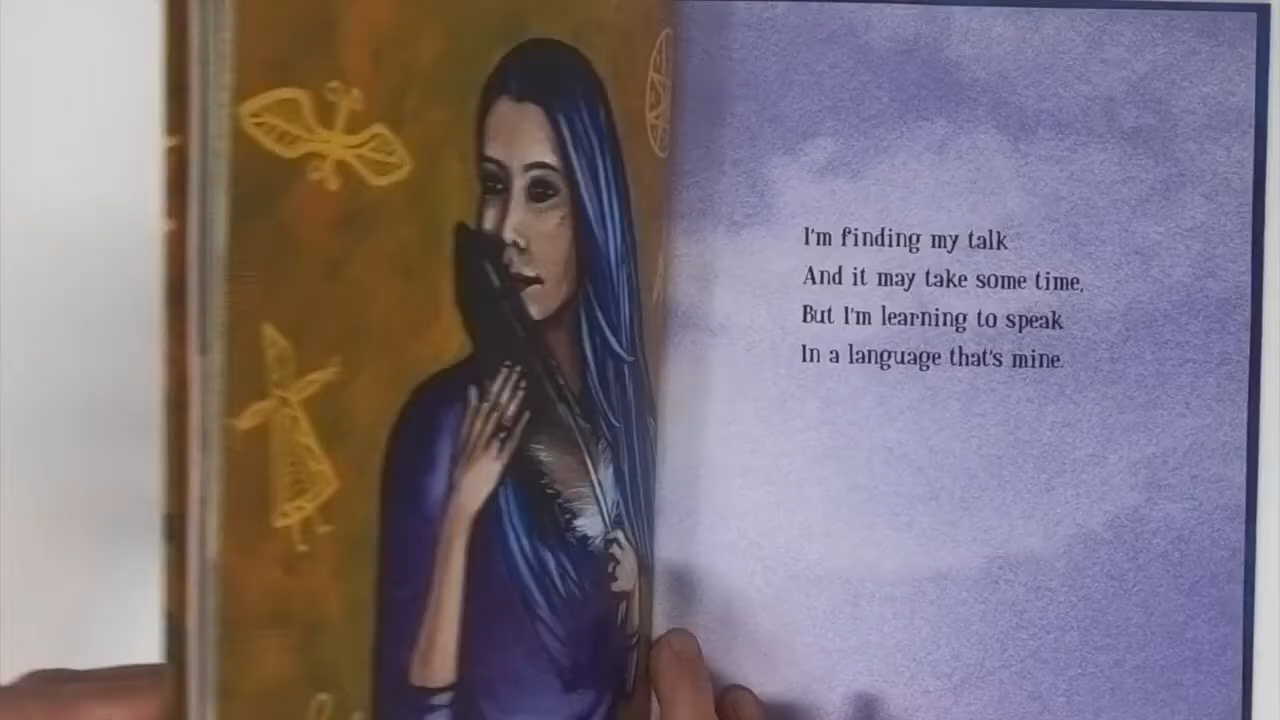 I'm finding my talk
And it may take some time,
But I'm learning to speak
In a language that's mine.